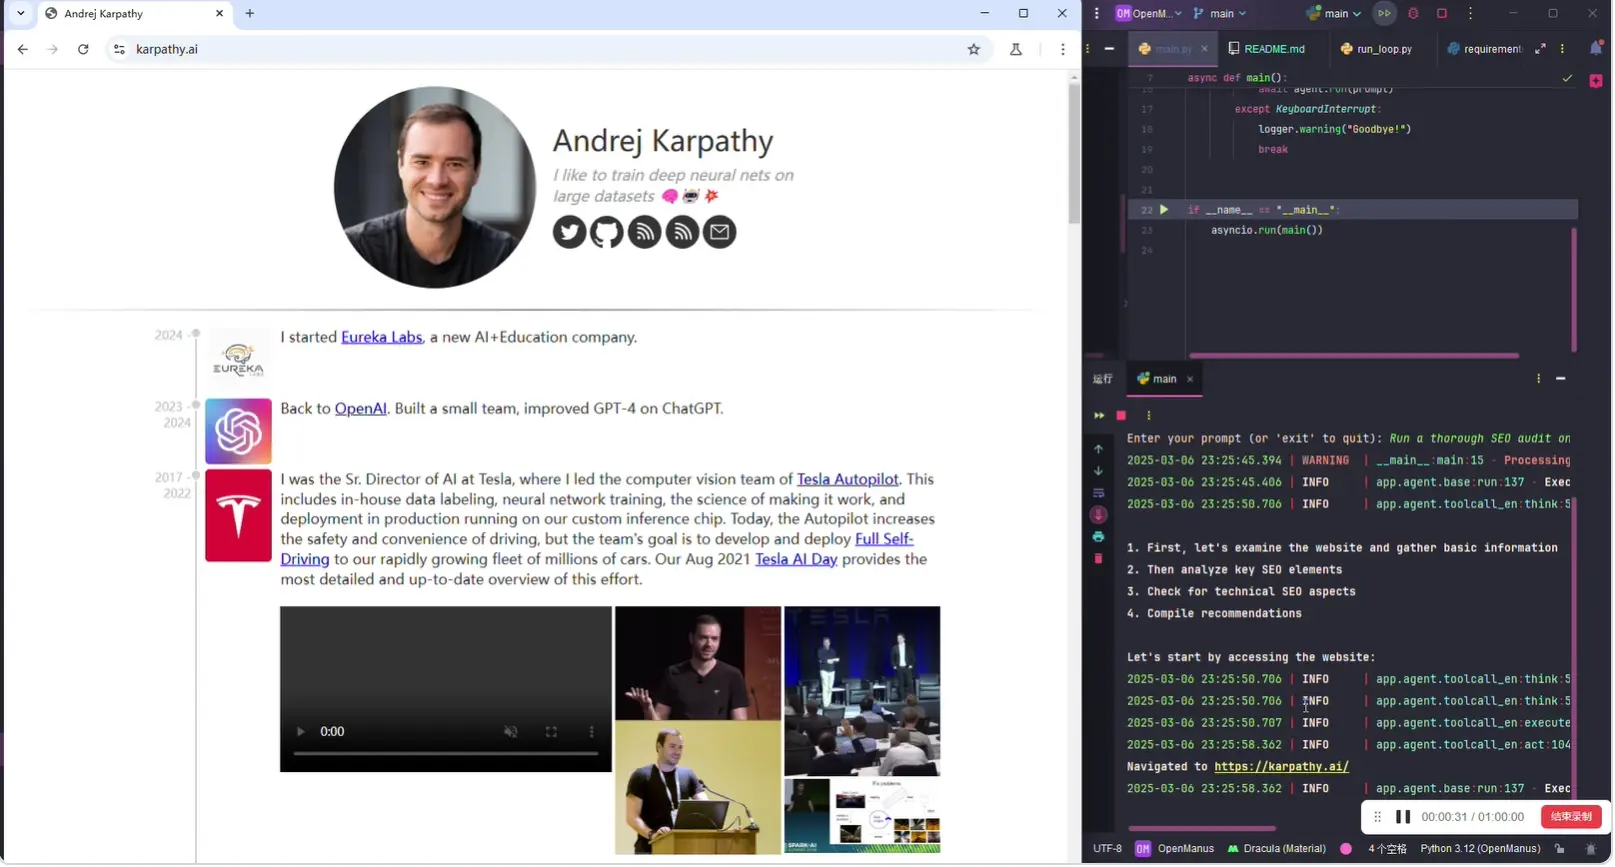 Andrej Karpathy
karpathy.ai
Andrej Karpathy
I like to train deep neural nets on
large datasets 🧠 🤖 💥
2024
EUREKA
I started Eureka Labs, a new AI+Education company.
2023 -
2024
Back to OpenAI. Built a small team, improved GPT-4 on ChatGPT.
2017 -
2022
I was the Sr. Director of AI at Tesla, where I led the computer vision team of Tesla Autopilot. This
includes in-house data labeling, neural network training, the science of making it work, and
deployment in production running on our custom inference chip. Today, the Autopilot increases
the safety and convenience of driving, but the team's goal is to develop and deploy Full Self-
Driving to our rapidly growing fleet of millions of cars. Our Aug 2021 Tesla AI Day provides the
most detailed and up-to-date overview of this effort.
0:00
OM OpenM... main main
main.py README.md run_loop.py requirement
7 async def main():
16 await agent.run(prompt)
17 except KeyboardInterrupt:
18 logger.warning("Goodbye!")
19 break
20
21
22 if __name__ == "__main__":
23 asyncio.run(main())
24
运行 main
Enter your prompt (or 'exit' to quit): Run a thorough SEO audit on
2025-03-06 23:25:45.394 | WARNING | __main__:main:15 - Processing
2025-03-06 23:25:45.406 | INFO | app.agent.base:run:137 - Exec
2025-03-06 23:25:50.706 | INFO | app.agent.toolcall_en:think:5
1. First, let's examine the website and gather basic information
2. Then analyze key SEO elements
3. Check for technical SEO aspects
4. Compile recommendations
Let's start by accessing the website:
2025-03-06 23:25:50.706 | INFO | app.agent.toolcall_en:think:5
2025-03-06 23:25:50.706 | INFO | app.agent.toolcall_en:think:5
2025-03-06 23:25:50.707 | INFO | app.agent.toolcall_en:execute
2025-03-06 23:25:58.362 | INFO | app.agent.toolcall_en:act:104
Navigated to https://karpathy.ai/
2025-03-06 23:25:58.362 | INFO | app.agent.base:run:137 - Exec
00:00:31 / 01:00:00 结束录制
UTF-8 OM OpenManus Dracula (Material) 4 个空格 Python 3.12 (OpenManus)